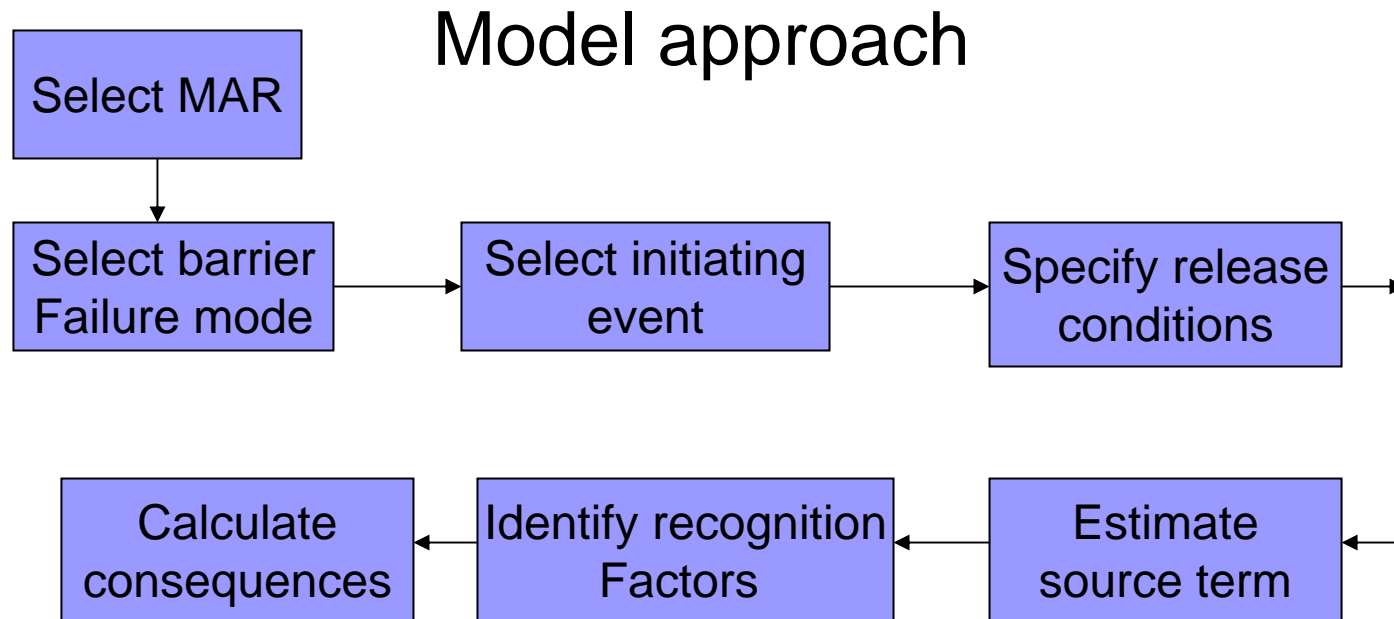 Model approach
Select MAR
Select barrier
Failure mode
Select initiating
event
Specify release
conditions
Estimate
source term
Identify recognition
Factors
Calculate
consequences